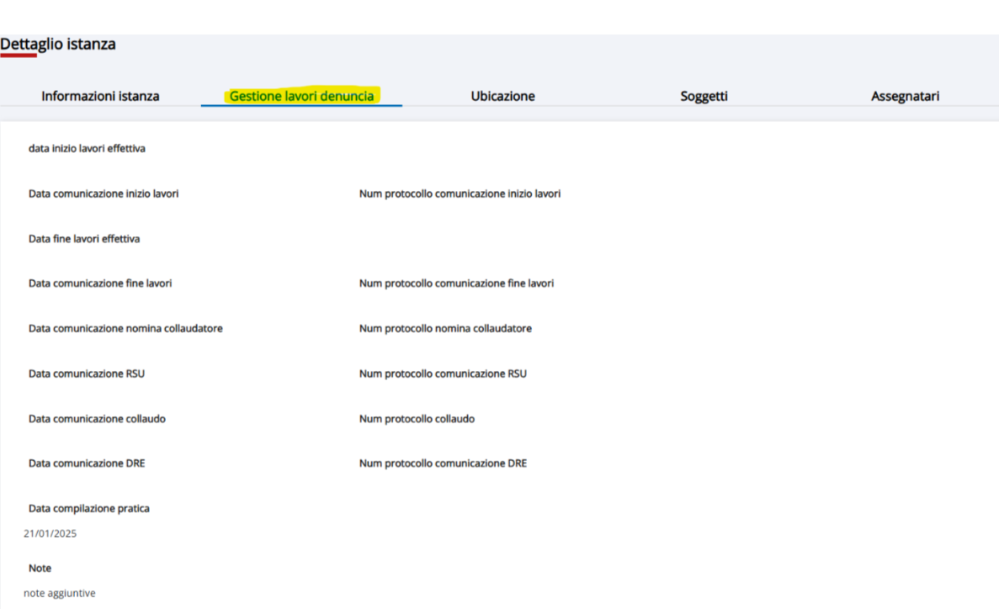 Dettaglio istanza
Informazioni istanza Gestione lavori denuncia Ubicazione Soggetti Assegnatari
data inizio lavori effettiva
Data comunicazione inizio lavori Num protocollo comunicazione inizio lavori
Data fine lavori effettiva
Data comunicazione fine lavori Num protocollo comunicazione fine lavori
Data comunicazione nomina collaudatore Num protocollo nomina collaudatore
Data comunicazione RSU Num protocollo comunicazione RSU
Data comunicazione collaudo Num protocollo collaudo
Data comunicazione DRE Num protocollo comunicazione DRE
Data compilazione pratica
21/01/2025
Note
note aggiuntive